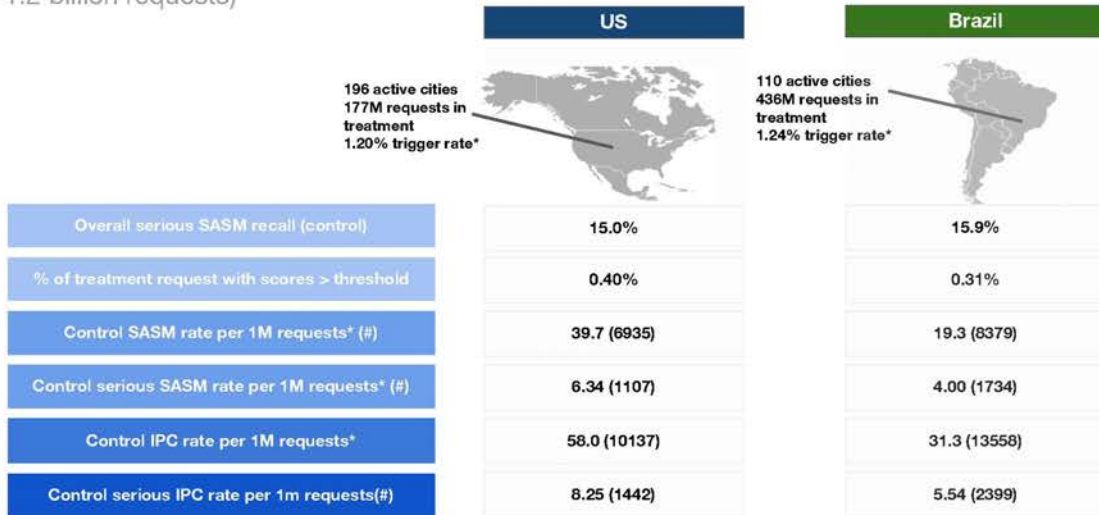 1.2 billion requests)
US
Brazil
196 active cities
177M requests in
treatment
1.20% trigger rate*
110 active cities
436M requests in
treatment
1.24% trigger rate*
Overall serious SASM recall (control)
15.0%
15.9%
% of treatment request with scores > threshold
0.40%
0.31%
Control SASM rate per 1M requests* (#)
39.7 (6935)
19.3 (8379)
Control serious SASM rate per 1M requests* (#)
6.34 (1107)
4.00 (1734)
Control IPC rate per 1M requests*
58.0 (10137)
31.3 (13558)
Control serious IPC rate per 1m requests(#)
8.25 (1442)
5.54 (2399)